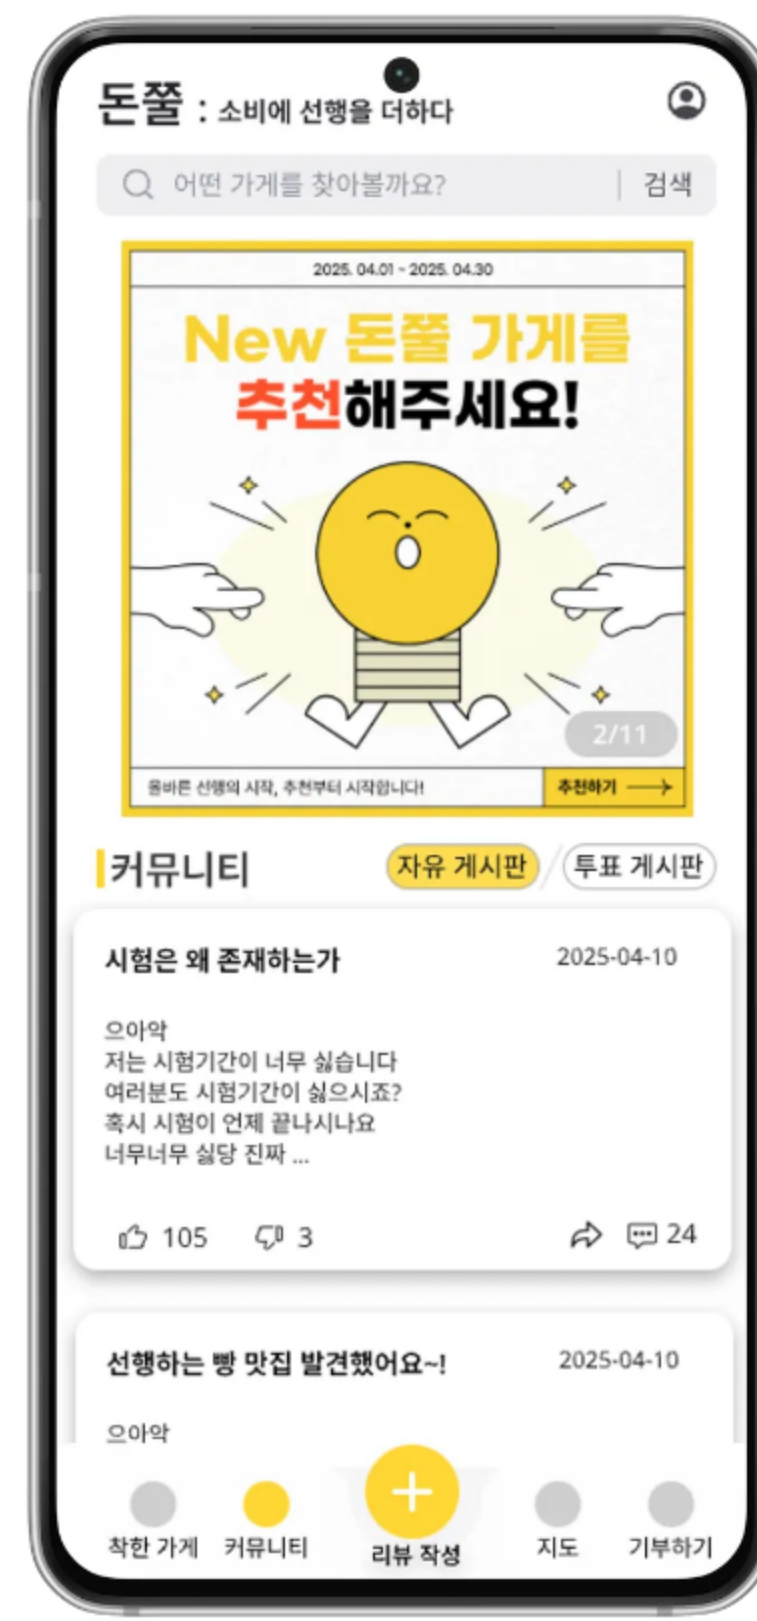 돈쭐 : 소비에 선행을 더하다
어떤 가게를 찾아볼까요? 검색
2025. 04.01 ~ 2025. 04.30
New 돈쭐 가게를
추천해주세요!
2/11
올바른 선행의 시작, 추천부터 시작합니다! 추천하기
커뮤니티 자유 게시판 투표 게시판
시험은 왜 존재하는가 2025-04-10
으아악
저는 시험기간이 너무 싫습니다
여러분도 시험기간이 싫으시죠?
혹시 시험이 언제 끝나시나요
너무너무 싫당 진짜 ...
105 3 24
선행하는 빵 맛집 발견했어요~! 2025-04-10
으아악
착한 가게 커뮤니티 리뷰 작성 지도 기부하기